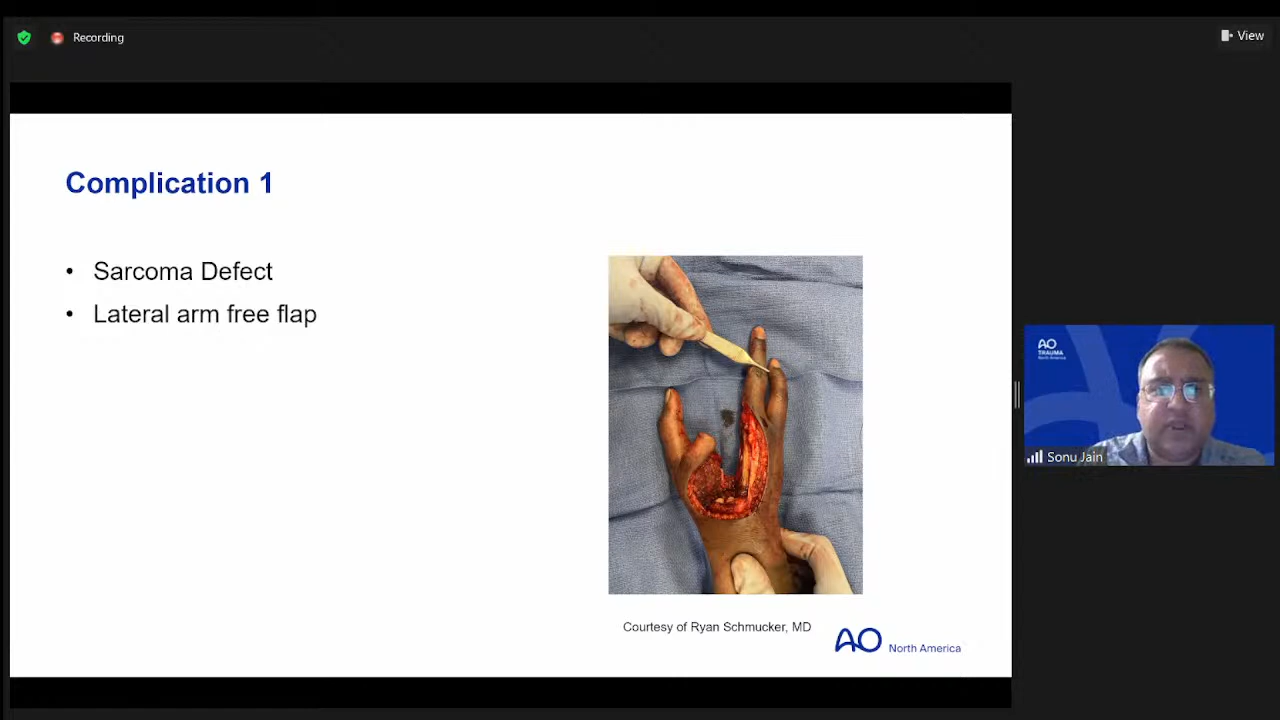 Recording
View
Complication 1
• Sarcoma Defect
• Lateral arm free flap
Courtesy of Ryan Schmucker, MD
AO North America
AO
TRAUMA
North America
Sonu Jain